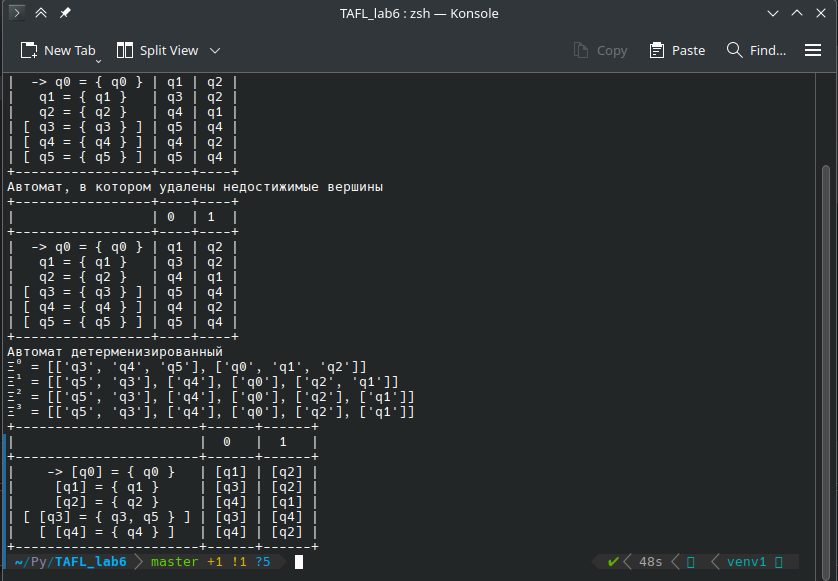 TAFL_lab6 : zsh — Konsole
New Tab Split View Copy Paste Find...
|  -> q0 = { q0 } | q1 | q2 |
|   q1 = { q1 }   | q3 | q2 |
|   q2 = { q2 }   | q4 | q1 |
| [ q3 = { q3 } ] | q5 | q4 |
| [ q4 = { q4 } ] | q4 | q2 |
| [ q5 = { q5 } ] | q5 | q4 |
+-----------------+----+----+
Автомат, в котором удалены недостижимые вершины
+-----------------+----+----+
|                 | 0  | 1  |
+-----------------+----+----+
|  -> q0 = { q0 } | q1 | q2 |
|   q1 = { q1 }   | q3 | q2 |
|   q2 = { q2 }   | q4 | q1 |
| [ q3 = { q3 } ] | q5 | q4 |
| [ q4 = { q4 } ] | q4 | q2 |
| [ q5 = { q5 } ] | q5 | q4 |
+-----------------+----+----+
Автомат детерменизированный
Ξ⁰ = [['q3', 'q4', 'q5'], ['q0', 'q1', 'q2']]
Ξ¹ = [['q5', 'q3'], ['q4'], ['q0'], ['q2', 'q1']]
Ξ² = [['q5', 'q3'], ['q4'], ['q0'], ['q2'], ['q1']]
Ξ³ = [['q5', 'q3'], ['q4'], ['q0'], ['q2'], ['q1']]
+-----------------------+------+------+
|                       |  0   |  1   |
+-----------------------+------+------+
|    -> [q0] = { q0 }   | [q1] | [q2] |
|     [q1] = { q1 }     | [q3] | [q2] |
|     [q2] = { q2 }     | [q4] | [q1] |
| [ [q3] = { q3, q5 } ] | [q3] | [q4] |
|   [ [q4] = { q4 } ]   | [q4] | [q2] |
+-----------------------+------+------+
~/Py/TAFL_lab6 master +1 !1 ?5 ✔ 48s venv1